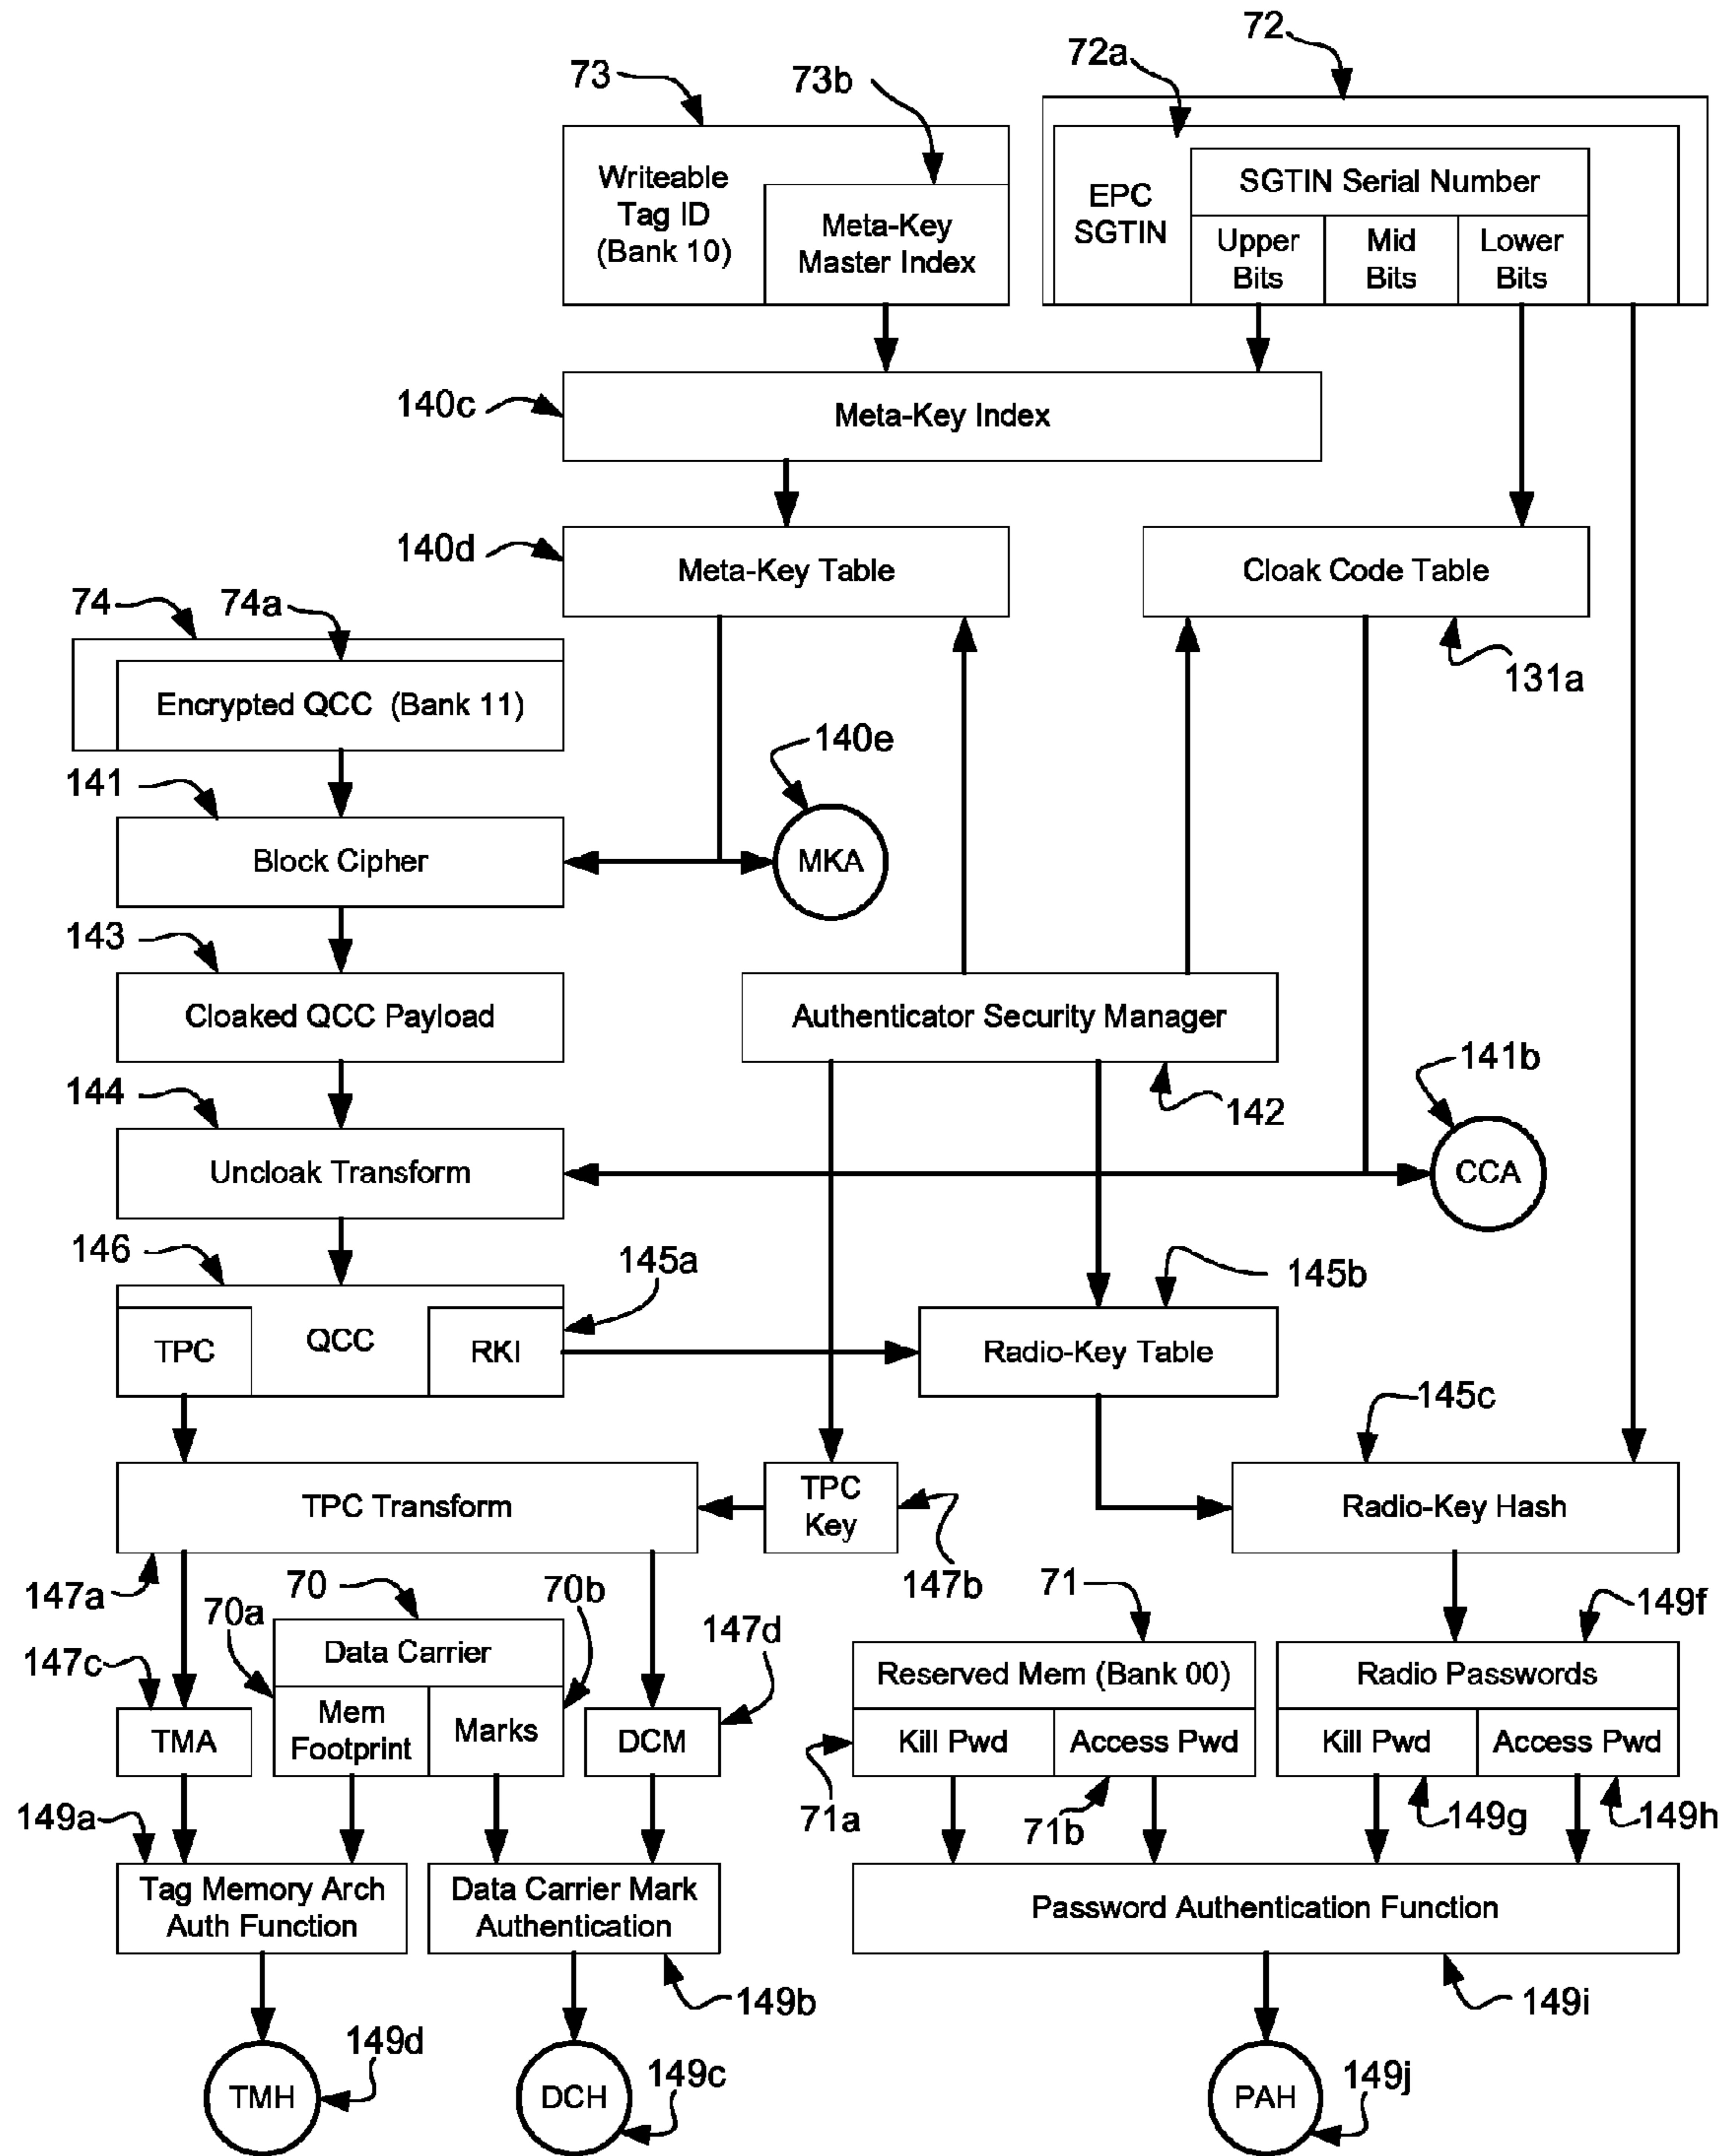 72
72a
73
73b
Writeable
Tag ID
(Bank 10)
Meta-Key
Master Index
EPC
SGTIN
SGTIN Serial Number
Upper
Bits
Mid
Bits
Lower
Bits
140c
Meta-Key Index
140d
Meta-Key Table
Cloak Code Table
131a
74
74a
Encrypted QCC (Bank 11)
140e
141
Block Cipher
MKA
143
Cloaked QCC Payload
Authenticator Security Manager
142
141b
144
Uncloak Transform
CCA
146
145a
145b
TPC
QCC
RKI
Radio-Key Table
145c
TPC Transform
TPC
Key
Radio-Key Hash
147a
147b
70a
70
70b
71
149f
147c
147d
Data Carrier
Reserved Mem (Bank 00)
Radio Passwords
TMA
Mem
Footprint
Marks
DCM
Kill Pwd
Access Pwd
Kill Pwd
Access Pwd
149a
71a
71b
149g
149h
Tag Memory Arch
Auth Function
Data Carrier Mark
Authentication
Password Authentication Function
149b
149i
149d
149c
149j
TMH
DCH
PAH